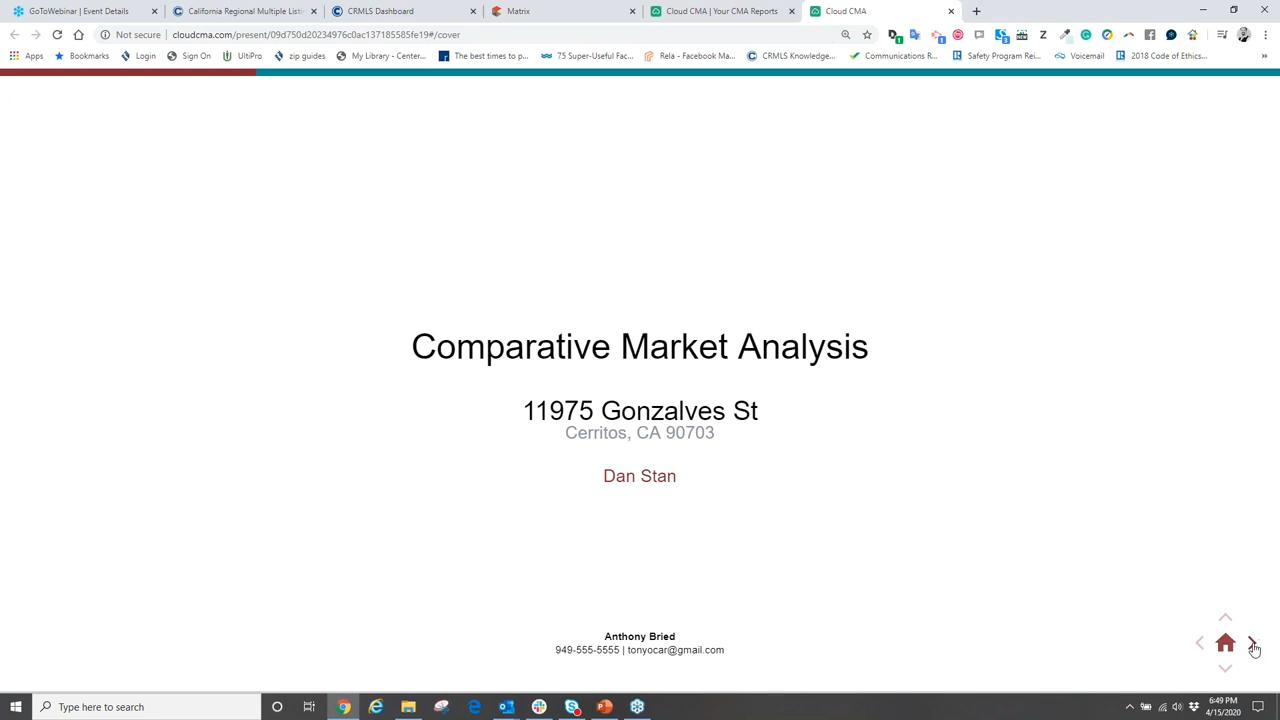 GoToWebinar | Event Details
California Regional Multiple Listi
CRMLS Dashboard
Matrix
Cloud CMA | Your CMA Reports
Cloud CMA
Not secure | cloudcma.com/present/09d750d20234976c0ac137185585fe19#/cover
Apps
Bookmarks
Login
Sign On
UltiPro
zip guides
My Library - Center...
The best times to p...
75 Super-Useful Fac...
Rela - Facebook Ma...
CRMLS Knowledge...
Communications R...
Safety Program Rei...
Voicemail
2018 Code of Ethics...
»
Comparative Market Analysis
11975 Gonzalves St
Cerritos, CA 90703
Dan Stan
Anthony Bried
949-555-5555 | tonyocar@gmail.com
Type here to search
6:49 PM
4/15/2020